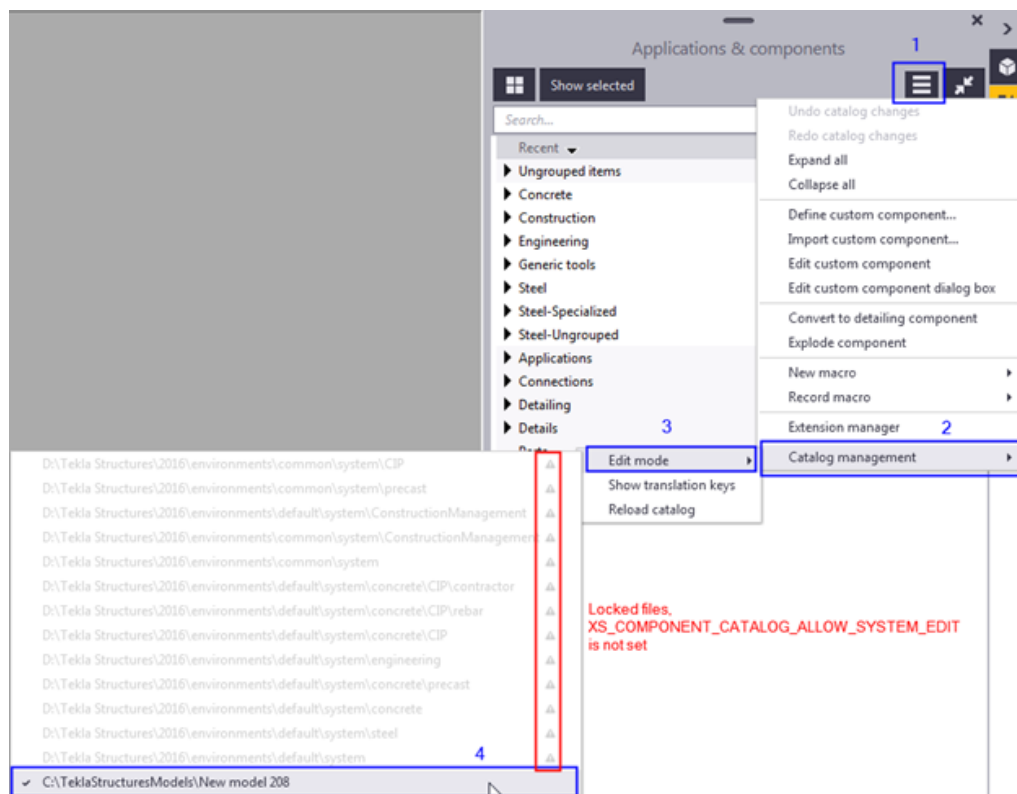 Applications & components
1
Show selected
Search...
Recent
Ungrouped items
Concrete
Construction
Engineering
Generic tools
Steel
Steel-Specialized
Steel-Ungrouped
Applications
Connections
Detailing
Details
Undo catalog changes
Redo catalog changes
Expand all
Collapse all
Define custom component...
Import custom component...
Edit custom component
Edit custom component dialog box
Convert to detailing component
Explode component
New macro
Record macro
Extension manager
2
Catalog management
3
Edit mode
Show translation keys
Reload catalog
D:\Tekla Structures\2016\environments\common\system\CIP
D:\Tekla Structures\2016\environments\common\system\precast
D:\Tekla Structures\2016\environments\default\system\ConstructionManagement
D:\Tekla Structures\2016\environments\common\system\ConstructionManagement
D:\Tekla Structures\2016\environments\common\system
D:\Tekla Structures\2016\environments\default\system\concrete\CIP\contractor
D:\Tekla Structures\2016\environments\default\system\concrete\CIP\rebar
D:\Tekla Structures\2016\environments\default\system\concrete\CIP
D:\Tekla Structures\2016\environments\default\system\engineering
D:\Tekla Structures\2016\environments\default\system\concrete\precast
D:\Tekla Structures\2016\environments\default\system\concrete
D:\Tekla Structures\2016\environments\default\system\steel
D:\Tekla Structures\2016\environments\default\system
4
C:\TeklaStructuresModels\New model 208
Locked files,
XS_COMPONENT_CATALOG_ALLOW_SYSTEM_EDIT
is not set